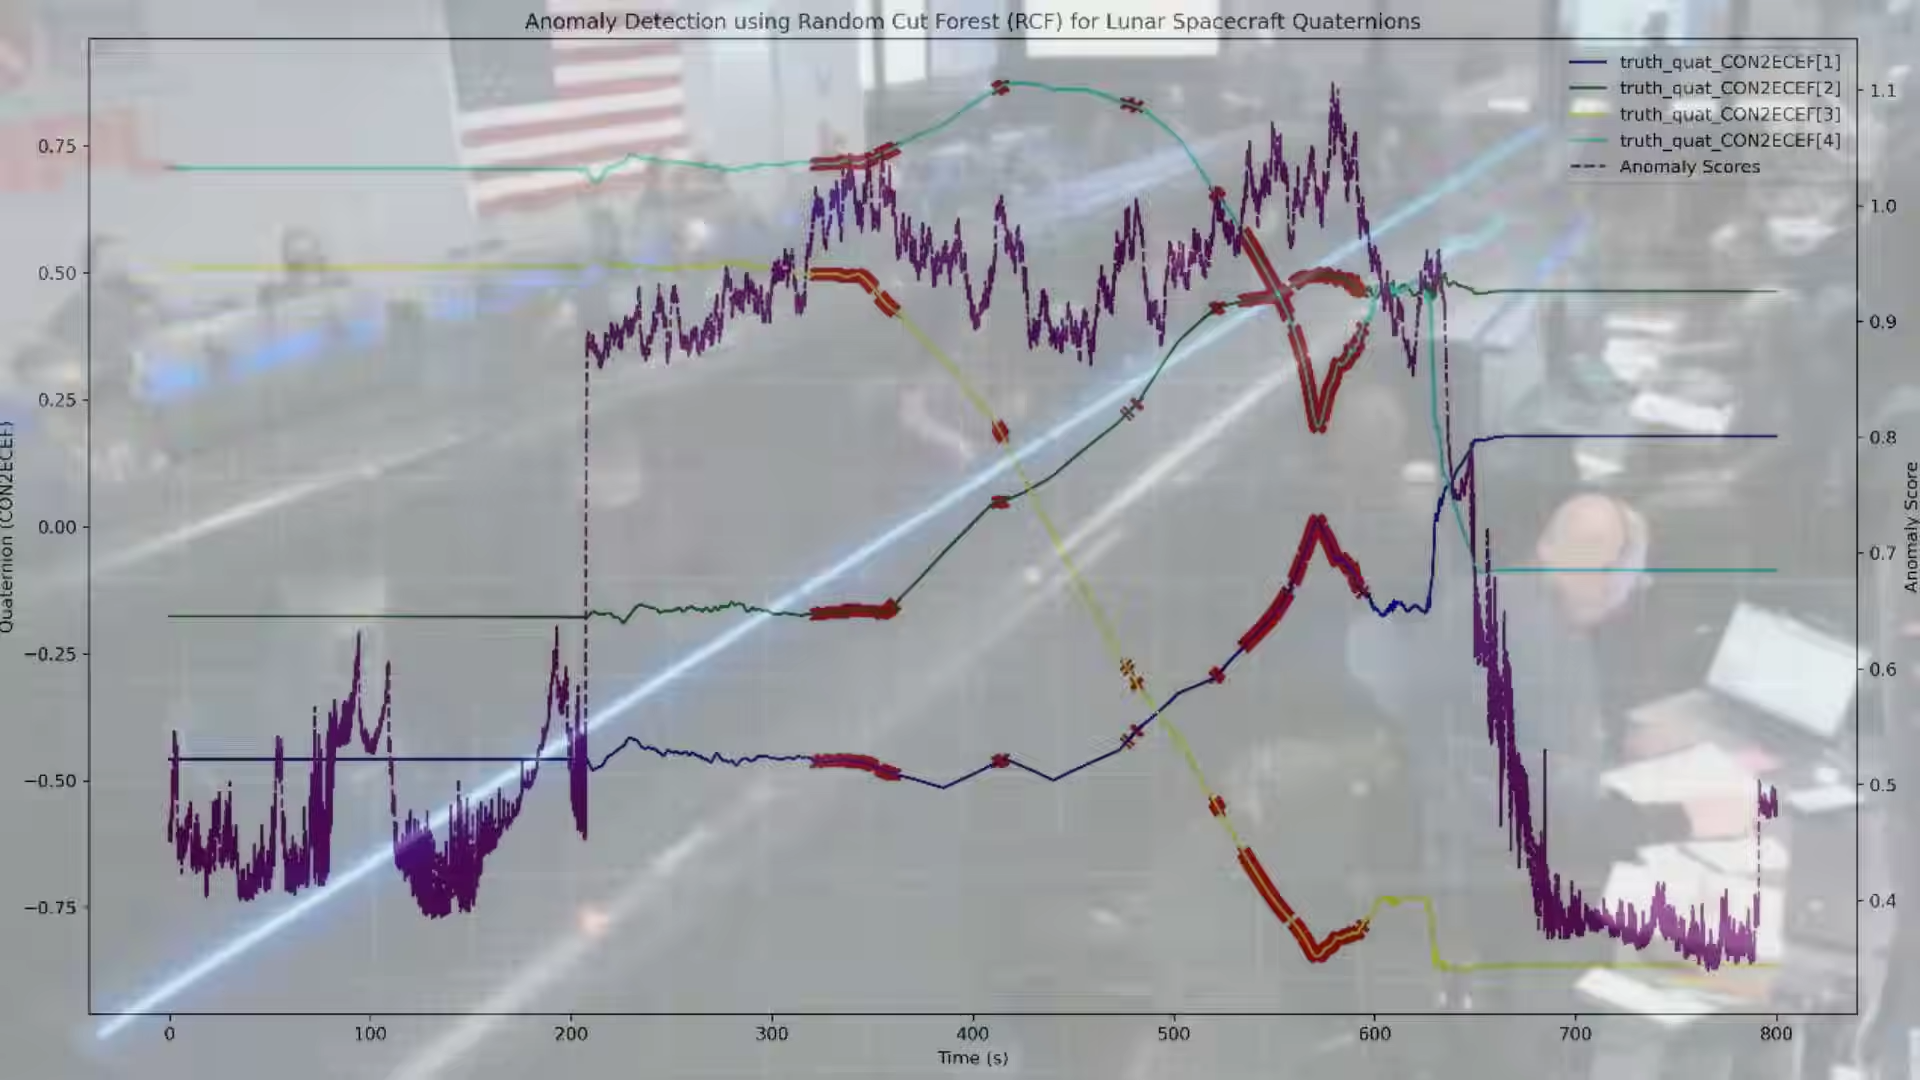 Anomaly Detection using Random Cut Forest (RCF) for Lunar Spacecraft Quaternions
truth_quat_CON2ECEF[1]
truth_quat_CON2ECEF[2]
truth_quat_CON2ECEF[3]
truth_quat_CON2ECEF[4]
Anomaly Scores
0.75
0.50
0.25
0.00
−0.25
−0.50
−0.75
Quaternion (CON2ECEF)
1.1
1.0
0.9
0.8
0.7
0.6
0.5
0.4
Anomaly Score
0
100
200
300
400
500
600
700
800
Time (s)